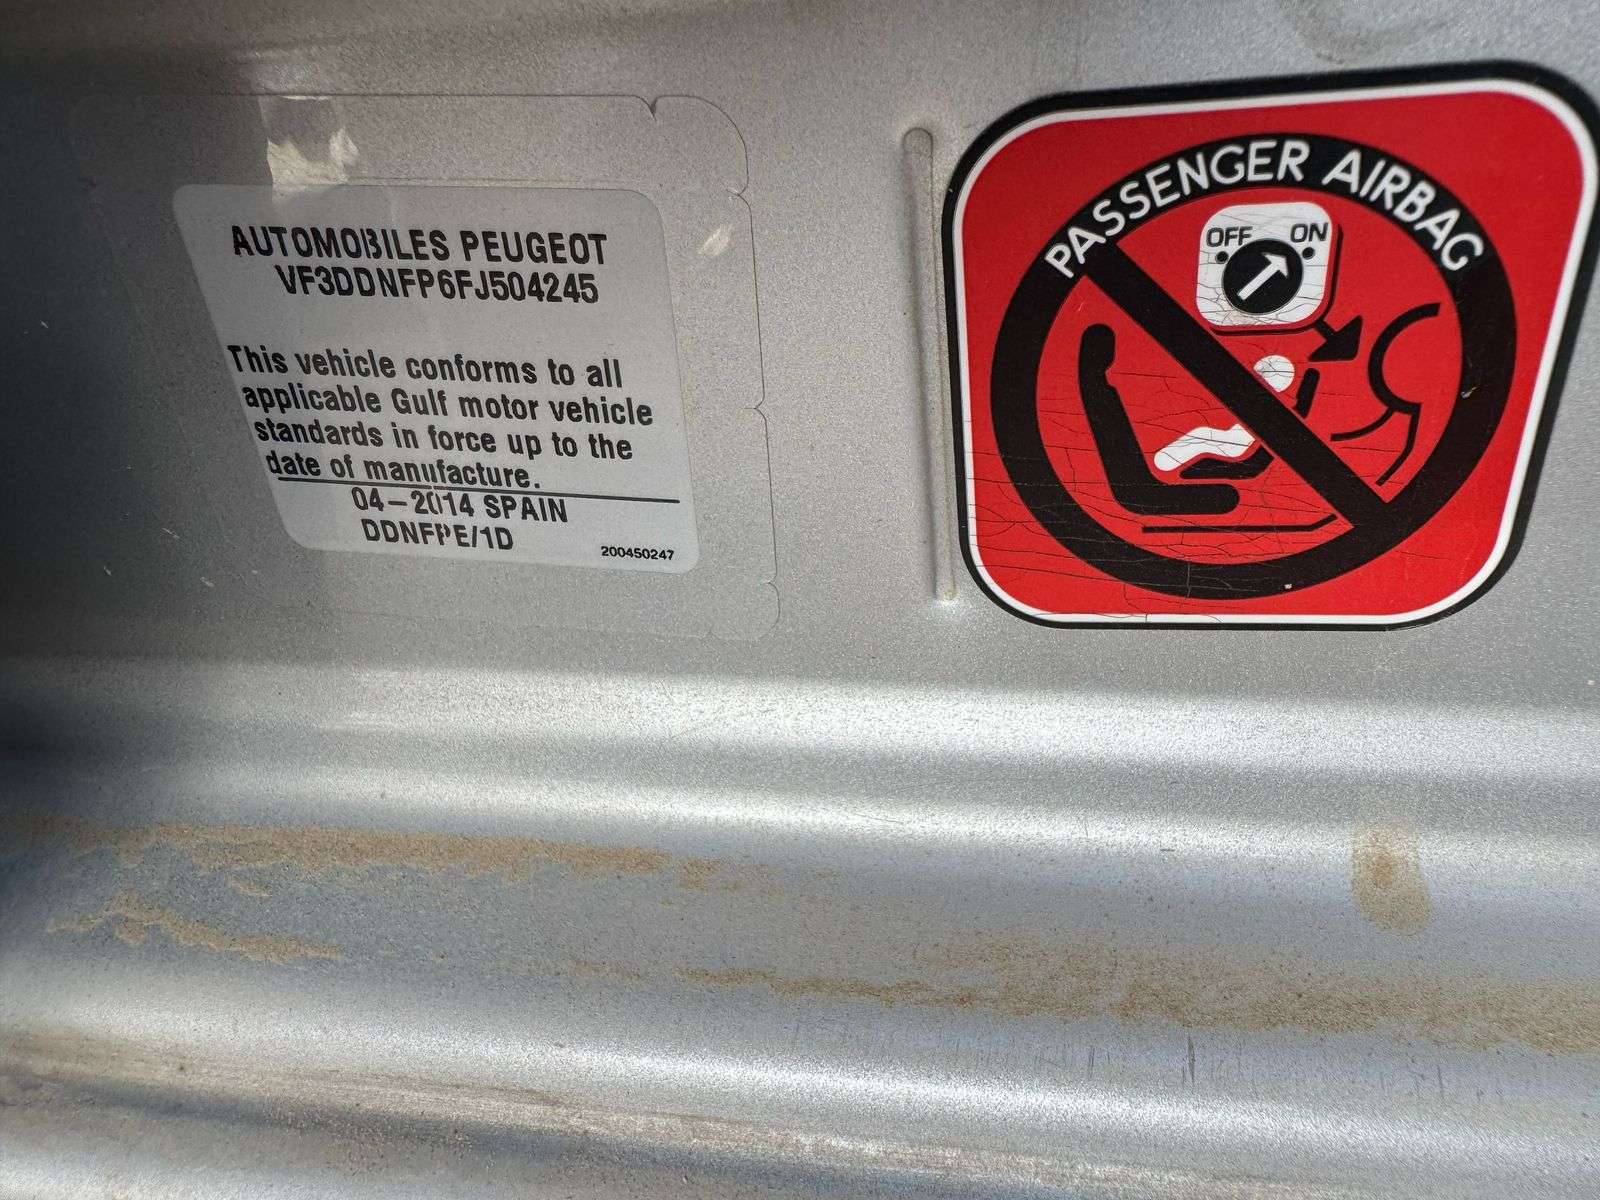 AUTOMOBILES PEUGEOT
VF3DDNFP6FJ504245
This vehicle conforms to all
applicable Gulf motor vehicle
standards in force up to the
date of manufacture.
04-2014 SPAIN
DDNFPE/1D
200450247
PASSENGER AIRBAG
OFF ON